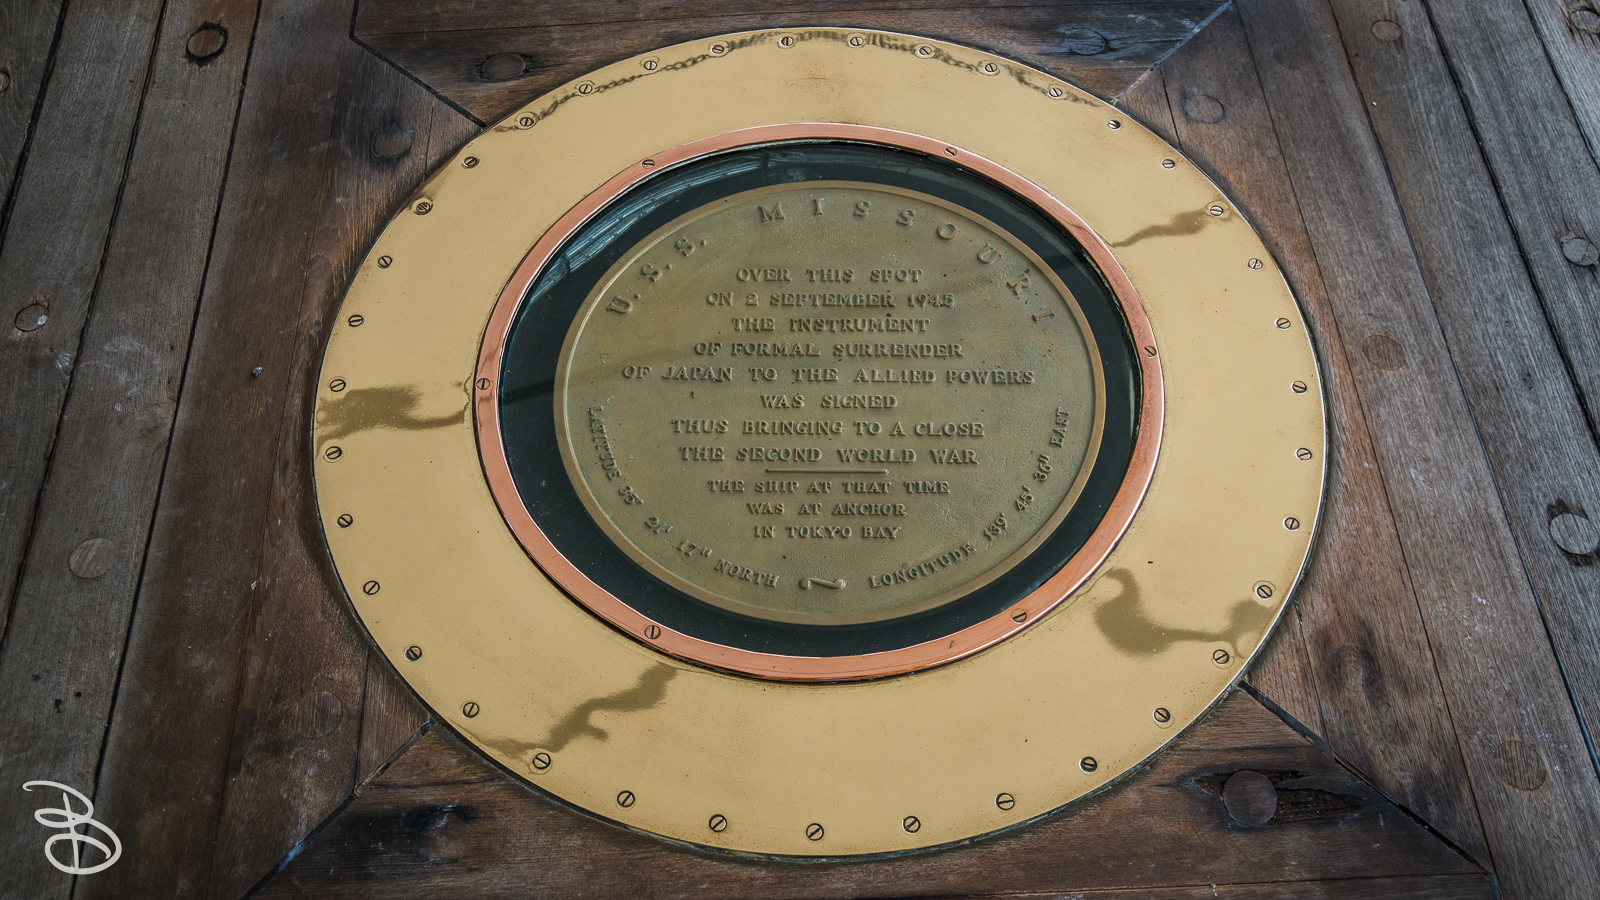 U.S.S. MISSOURI
OVER THIS SPOT
ON 2 SEPTEMBER 1945
THE INSTRUMENT
OF FORMAL SURRENDER
OF JAPAN TO THE ALLIED POWERS
WAS SIGNED
THUS BRINGING TO A CLOSE
THE SECOND WORLD WAR
THE SHIP AT THAT TIME
WAS AT ANCHOR
IN TOKYO BAY
LATITUDE 35° 21' 17" NORTH ~ LONGITUDE 139° 45' 36" EAST